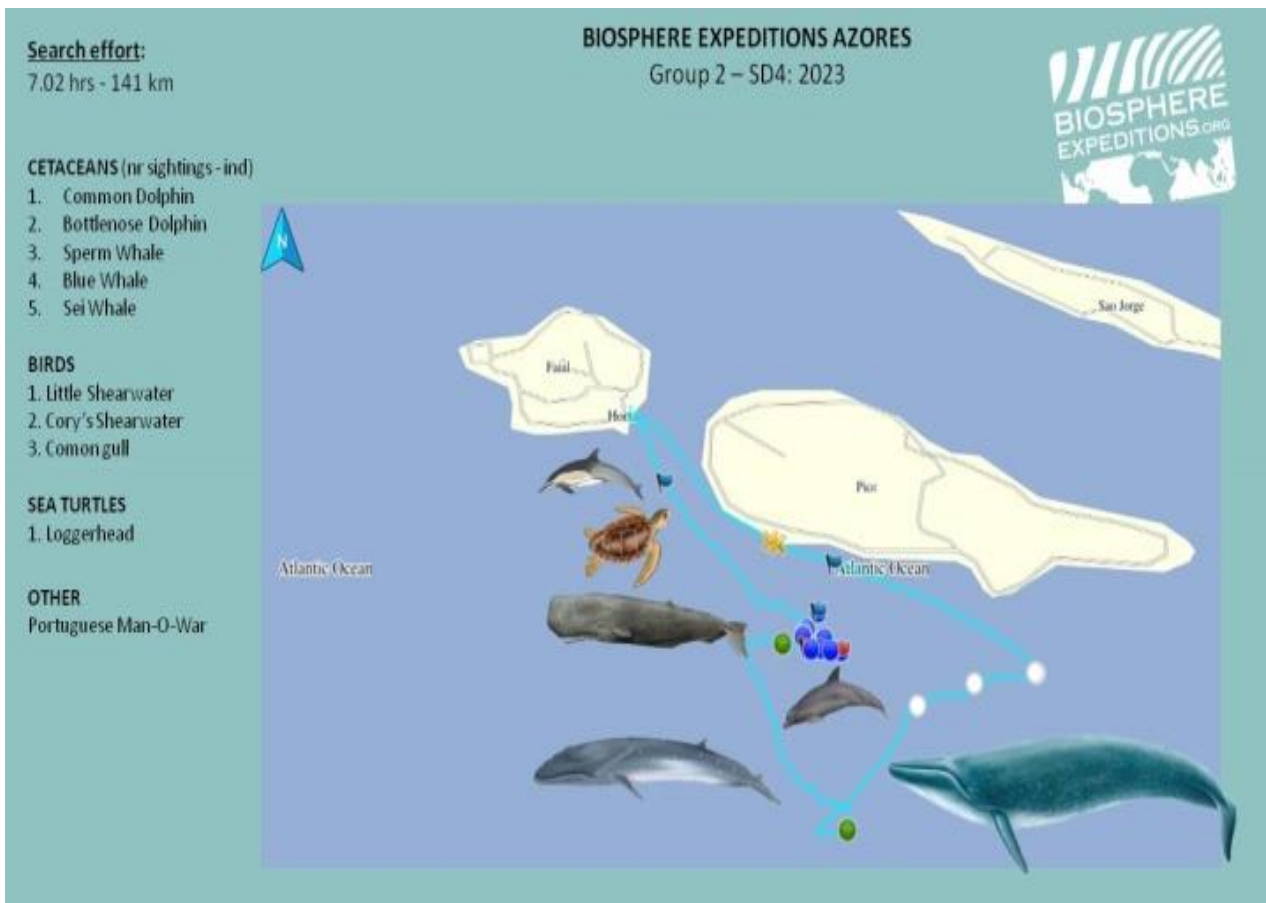 Search effort:
7.02 hrs - 141 km
BIOSPHERE EXPEDITIONS AZORES
Group 2 – SD4: 2023
BIOSPHERE
EXPEDITIONS.ORG
CETACEANS (nr sightings - ind)
1. Common Dolphin
2. Bottlenose Dolphin
3. Sperm Whale
4. Blue Whale
5. Sei Whale
BIRDS
1. Little Shearwater
2. Cory's Shearwater
3. Comon gull
SEA TURTLES
1. Loggerhead
OTHER
Portuguese Man-O-War
N
Sao Jorge
Faial
Pico
Atlantic Ocean
Atlantic Ocean